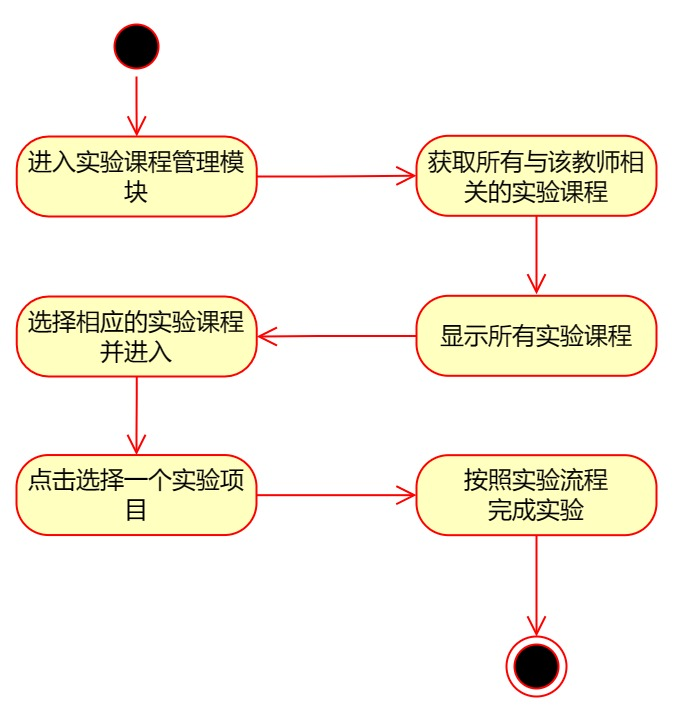 进入实验课程管理模
块
获取所有与该教师相
关的实验课程
显示所有实验课程
选择相应的实验课程
并进入
点击选择一个实验项
目
按照实验流程
完成实验